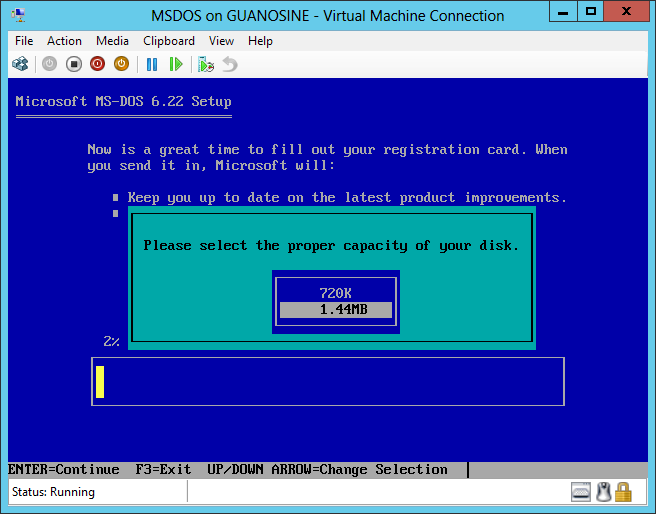 MSDOS on GUANOSINE - Virtual Machine Connection
File Action Media Clipboard View Help
Microsoft MS-DOS 6.22 Setup
Now is a great time to fill out your registration card. When
you send it in, Microsoft will:
Keep you up to date on the latest product improvements.
Please select the proper capacity of your disk.
720K
1.44MB
2%
ENTER=Continue F3=Exit UP/DOWN ARROW=Change Selection
Status: Running